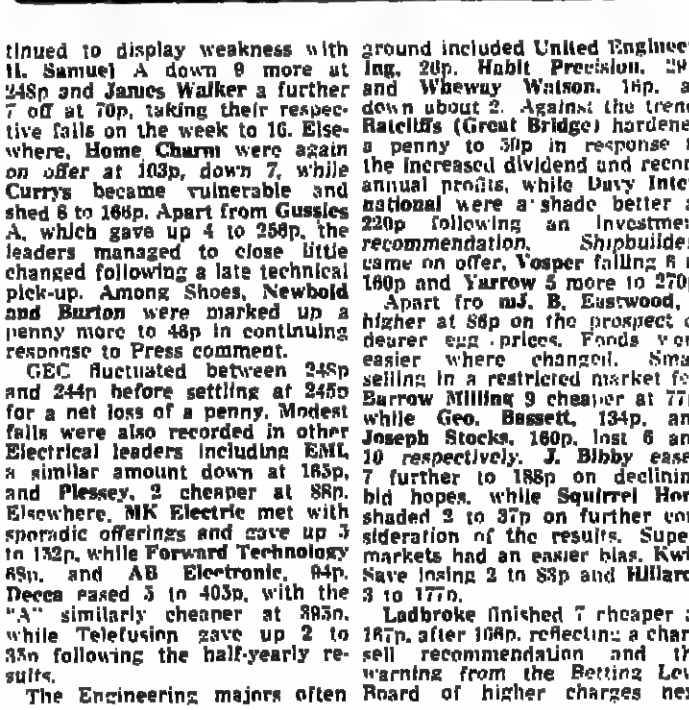 tinued to display weakness with
H. Samuel A down 9 more at
248p and James Walker a further
7 off at 70p, taking their respec-
tive falls on the week to 16. Else-
where, Home Charm were again
on offer at 103p, down 7, while
Currys became vulnerable and
shed 8 to 166p. Apart from Gussies
A, which gave up 4 to 256p, the
leaders managed to close little
changed following a late technical
pick-up. Among Shoes, Newbold
and Burton were marked up a
penny more to 46p in continuing
response to Press comment.
GEC fluctuated between 248p
and 244p before settling at 245p
for a net loss of a penny. Modest
falls were also recorded in other
Electrical leaders including EMI,
a similar amount down at 165p,
and Plessey, 2 cheaper at 88p.
Elsewhere, MK Electric met with
sporadic offerings and gave up 5
to 132p, while Forward Technology
68p, and AB Electronic, 94p.
Decca eased 5 to 403p, with the
"A" similarly cheaper at 393p,
while Telefusion gave up 2 to
35p following the half-yearly re-
sults.
The Engineering majors often
ground included United Engineer
ing, 20p. Habit Precision,
and Wheway Watson, 16p, a
down about 2. Against the tren
Ratcliffs (Great Bridge) hardene
a penny to 50p in response
the increased dividend and recor
annual profits, while Davy Inte
national were a shade better a
220p following an investme
recommendation. Shipbuilde
came on offer, Vosper falling 8
160p and Yarrow 5 more to 270p
Apart fro mJ. B. Eastwood,
higher at 86p on the prospect o
dearer egg prices. Foods wer
easier where changed. Sma
selling in a restricted market fo
Barrow Milling 9 cheaper at 77p
while Geo. Bassett, 134p, an
Joseph Stocks, 160p, lost 6 an
10 respectively. J. Bibby ease
7 further to 188p on declinin
bid hopes, while Squirrel Hor
shaded 2 to 37p on further con
sideration of the results. Supe
markets had an easier bias. Kwi
Save losing 2 to 83p and Hillard
3 to 177p.
Ladbroke finished 7 cheaper a
187p, after 186p, reflecting a char
sell recommendation and th
warning from the Betting Lev
Board of higher charges nex